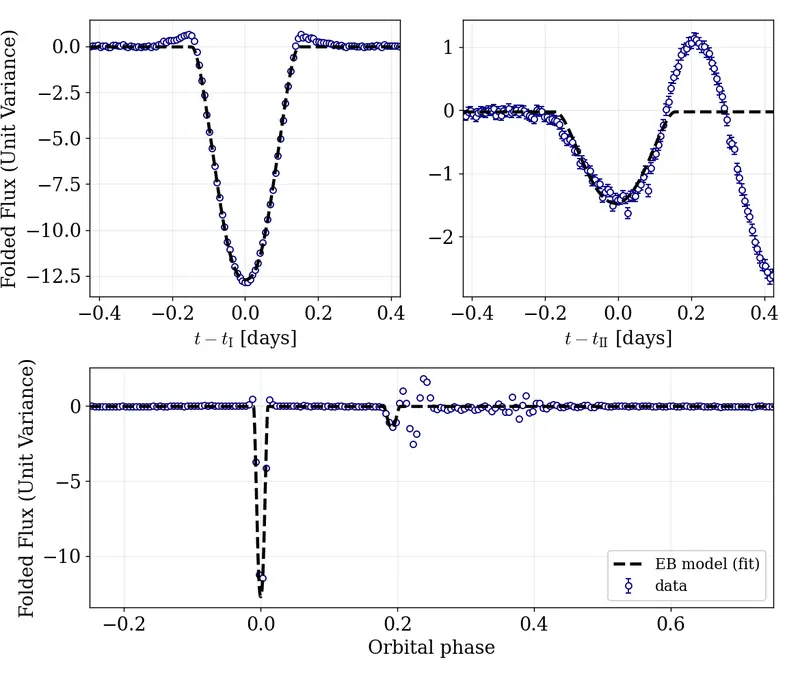 Folded Flux (Unit Variance)
0.0
−2.5
−5.0
−7.5
−10.0
−12.5
−0.4 −0.2 0.0 0.2 0.4
t − tI [days]
1
0
−1
−2
−0.4 −0.2 0.0 0.2 0.4
t − tII [days]
Folded Flux (Unit Variance)
0
−5
−10
EB model (fit)
data
−0.2 0.0 0.2 0.4 0.6
Orbital phase